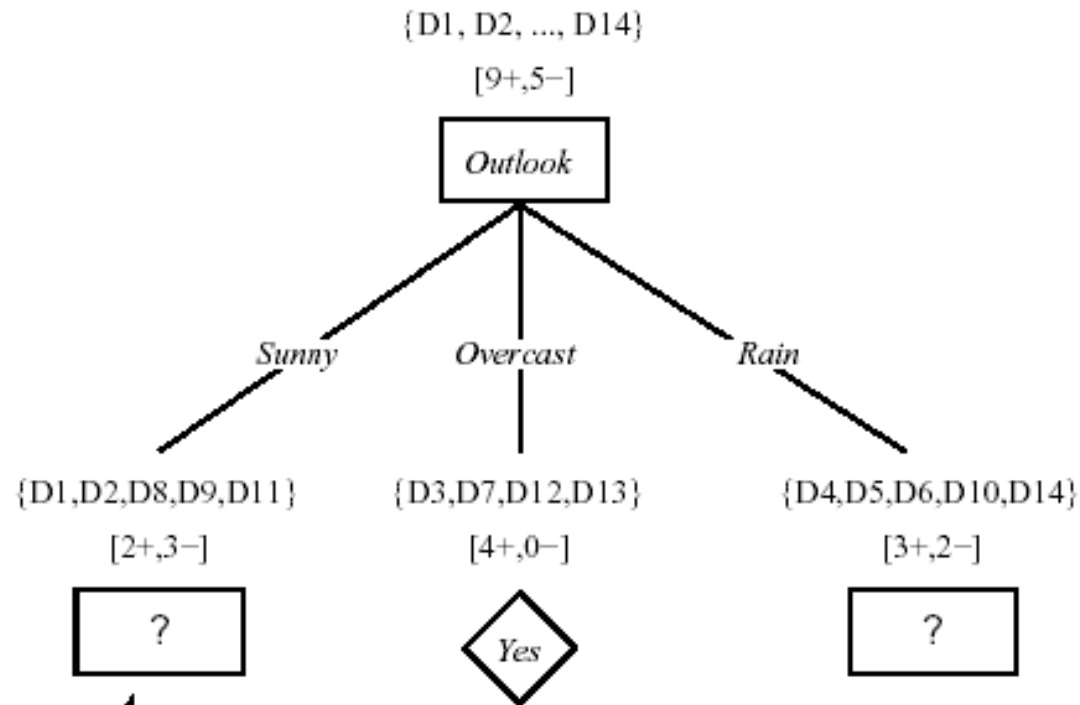 {D1, D2, ..., D14}
[9+,5−]
Outlook
Sunny Overcast Rain
{D1,D2,D8,D9,D11} {D3,D7,D12,D13} {D4,D5,D6,D10,D14}
[2+,3−] [4+,0−] [3+,2−]
? Yes ?